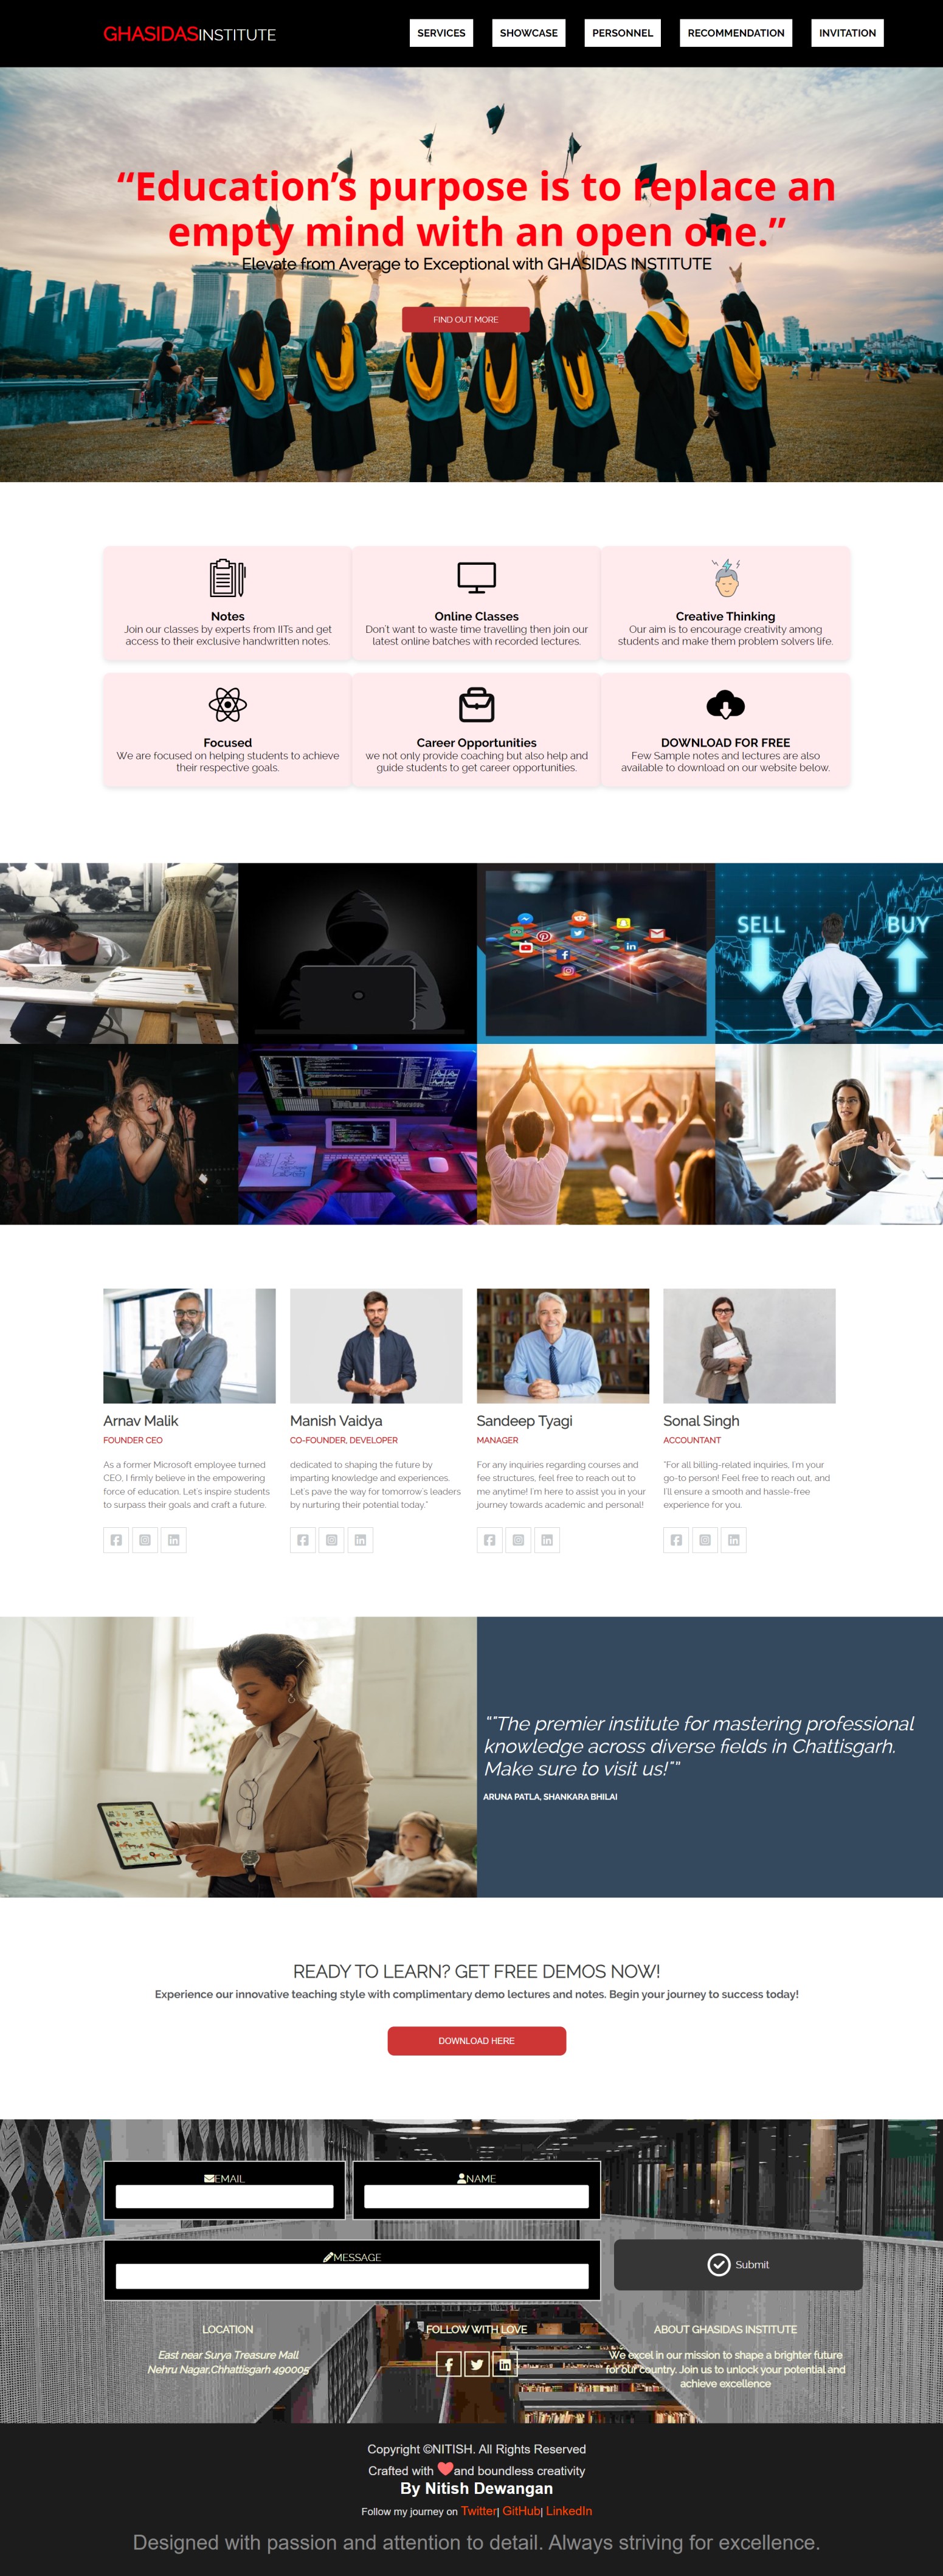 GHASIDASINSTITUTE
SERVICES
SHOWCASE
PERSONNEL
RECOMMENDATION
INVITATION
“Education’s purpose is to replace an
empty mind with an open one.”
Elevate from Average to Exceptional with GHASIDAS INSTITUTE
FIND OUT MORE
Notes
Join our classes by experts from IITs and get
access to their exclusive handwritten notes.
Online Classes
Don't want to waste time travelling then join our
latest online batches with recorded lectures.
Creative Thinking
Our aim is to encourage creativity among
students and make them problem solvers life.
Focused
We are focused on helping students to achieve
their respective goals.
Career Opportunities
we not only provide coaching but also help and
guide students to get career opportunities.
DOWNLOAD FOR FREE
Few Sample notes and lectures are also
available to download on our website below.
SELL
BUY
Arnav Malik
FOUNDER CEO
As a former Microsoft employee turned
CEO, I firmly believe in the empowering
force of education. Let's inspire students
to surpass their goals and craft a future.
Manish Vaidya
CO-FOUNDER, DEVELOPER
dedicated to shaping the future by
imparting knowledge and experiences.
Let's pave the way for tomorrow's leaders
by nurturing their potential today."
Sandeep Tyagi
MANAGER
For any inquiries regarding courses and
fee structures, feel free to reach out to
me anytime! I'm here to assist you in your
journey towards academic and personal!
Sonal Singh
ACCOUNTANT
"For all billing-related inquiries, I'm your
go-to person! Feel free to reach out, and
I'll ensure a smooth and hassle-free
experience for you.
""The premier institute for mastering professional
knowledge across diverse fields in Chattisgarh.
Make sure to visit us!""
ARUNA PATLA, SHANKARA BHILAI
READY TO LEARN? GET FREE DEMOS NOW!
Experience our innovative teaching style with complimentary demo lectures and notes. Begin your journey to success today!
DOWNLOAD HERE
EMAIL
NAME
MESSAGE
Submit
LOCATION
East near Surya Treasure Mall
Nehru Nagar,Chhattisgarh 490005
FOLLOW WITH LOVE
ABOUT GHASIDAS INSTITUTE
We excel in our mission to shape a brighter future
for our country. Join us to unlock your potential and
achieve excellence
Copyright ©NITISH. All Rights Reserved
Crafted with ❤and boundless creativity
By Nitish Dewangan
Follow my journey on Twitter| GitHub| LinkedIn
Designed with passion and attention to detail. Always striving for excellence.